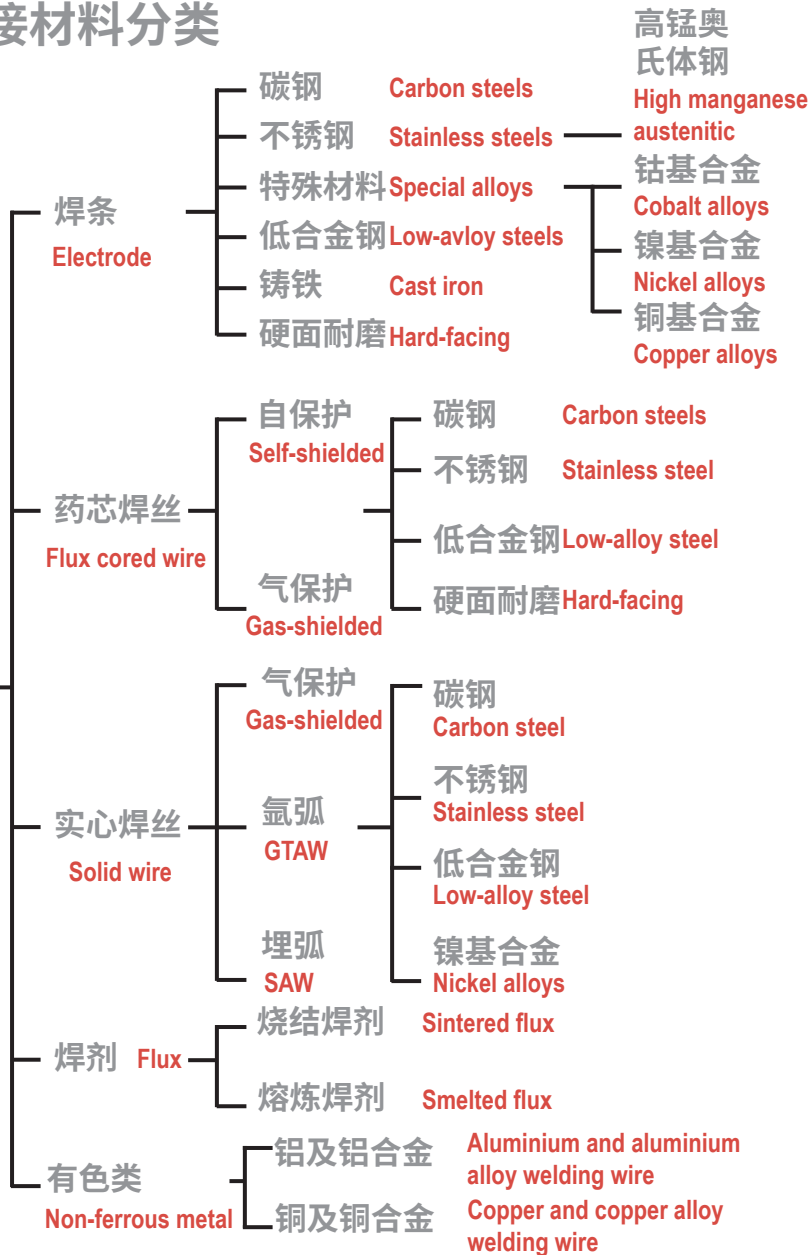 接材料分类
高锰奥
氏体钢
High manganese
austenitic
碳钢 Carbon steels
不锈钢 Stainless steels
特殊材料 Special alloys
低合金钢 Low-avloy steels
铸铁 Cast iron
硬面耐磨 Hard-facing
钴基合金
Cobalt alloys
镍基合金
Nickel alloys
铜基合金
Copper alloys
焊条
Electrode
自保护
Self-shielded
气保护
Gas-shielded
碳钢 Carbon steels
不锈钢 Stainless steel
低合金钢 Low-alloy steel
硬面耐磨 Hard-facing
药芯焊丝
Flux cored wire
气保护
Gas-shielded
氩弧
GTAW
埋弧
SAW
碳钢
Carbon steel
不锈钢
Stainless steel
低合金钢
Low-alloy steel
镍基合金
Nickel alloys
实心焊丝
Solid wire
焊剂 Flux
烧结焊剂 Sintered flux
熔炼焊剂 Smelted flux
有色类
Non-ferrous metal
铝及铝合金
Aluminium and aluminium
alloy welding wire
铜及铜合金
Copper and copper alloy
welding wire